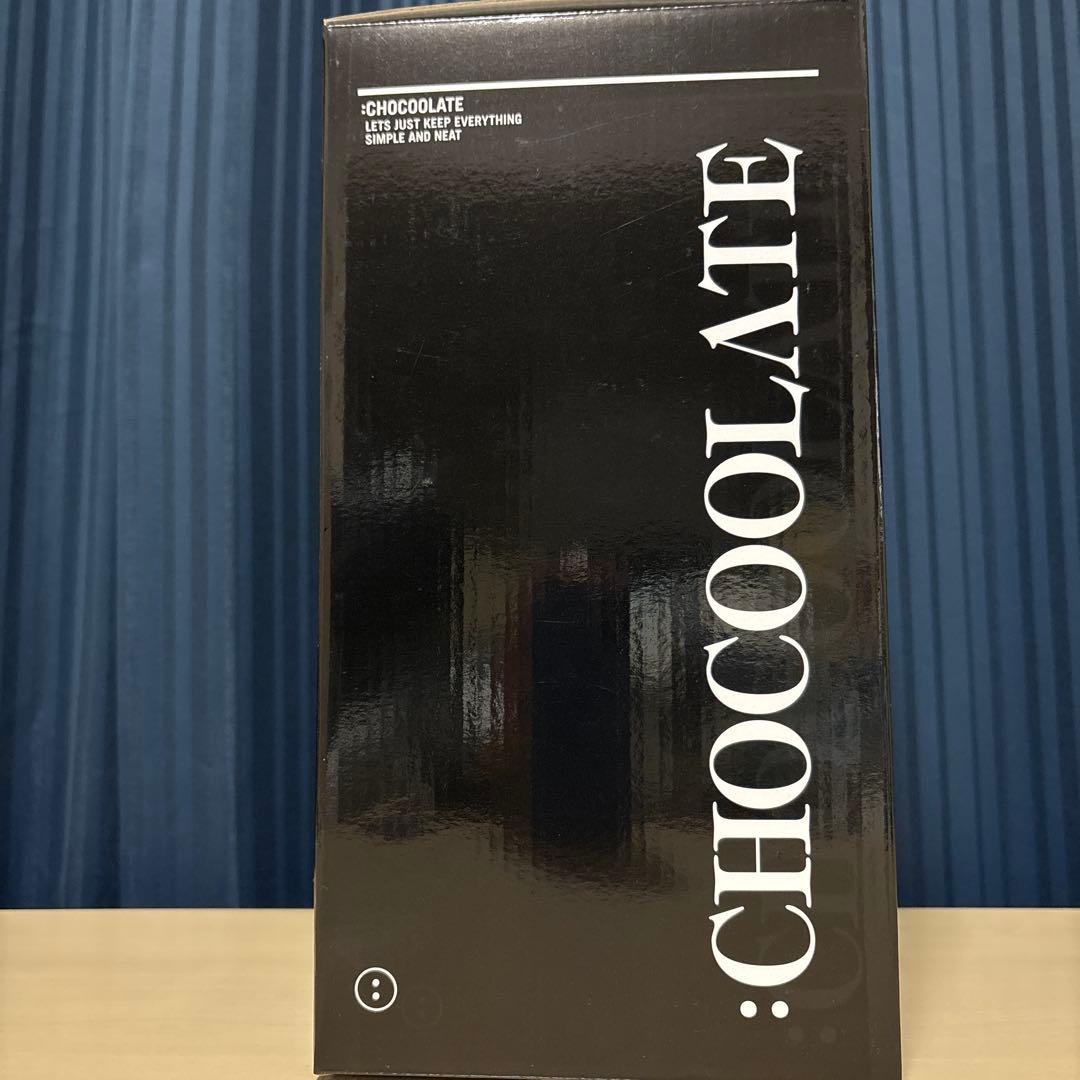 :CHOCOOLATE
LETS JUST KEEP EVERYTHING
SIMPLE AND NEAT
:CHOCOOLATE
: